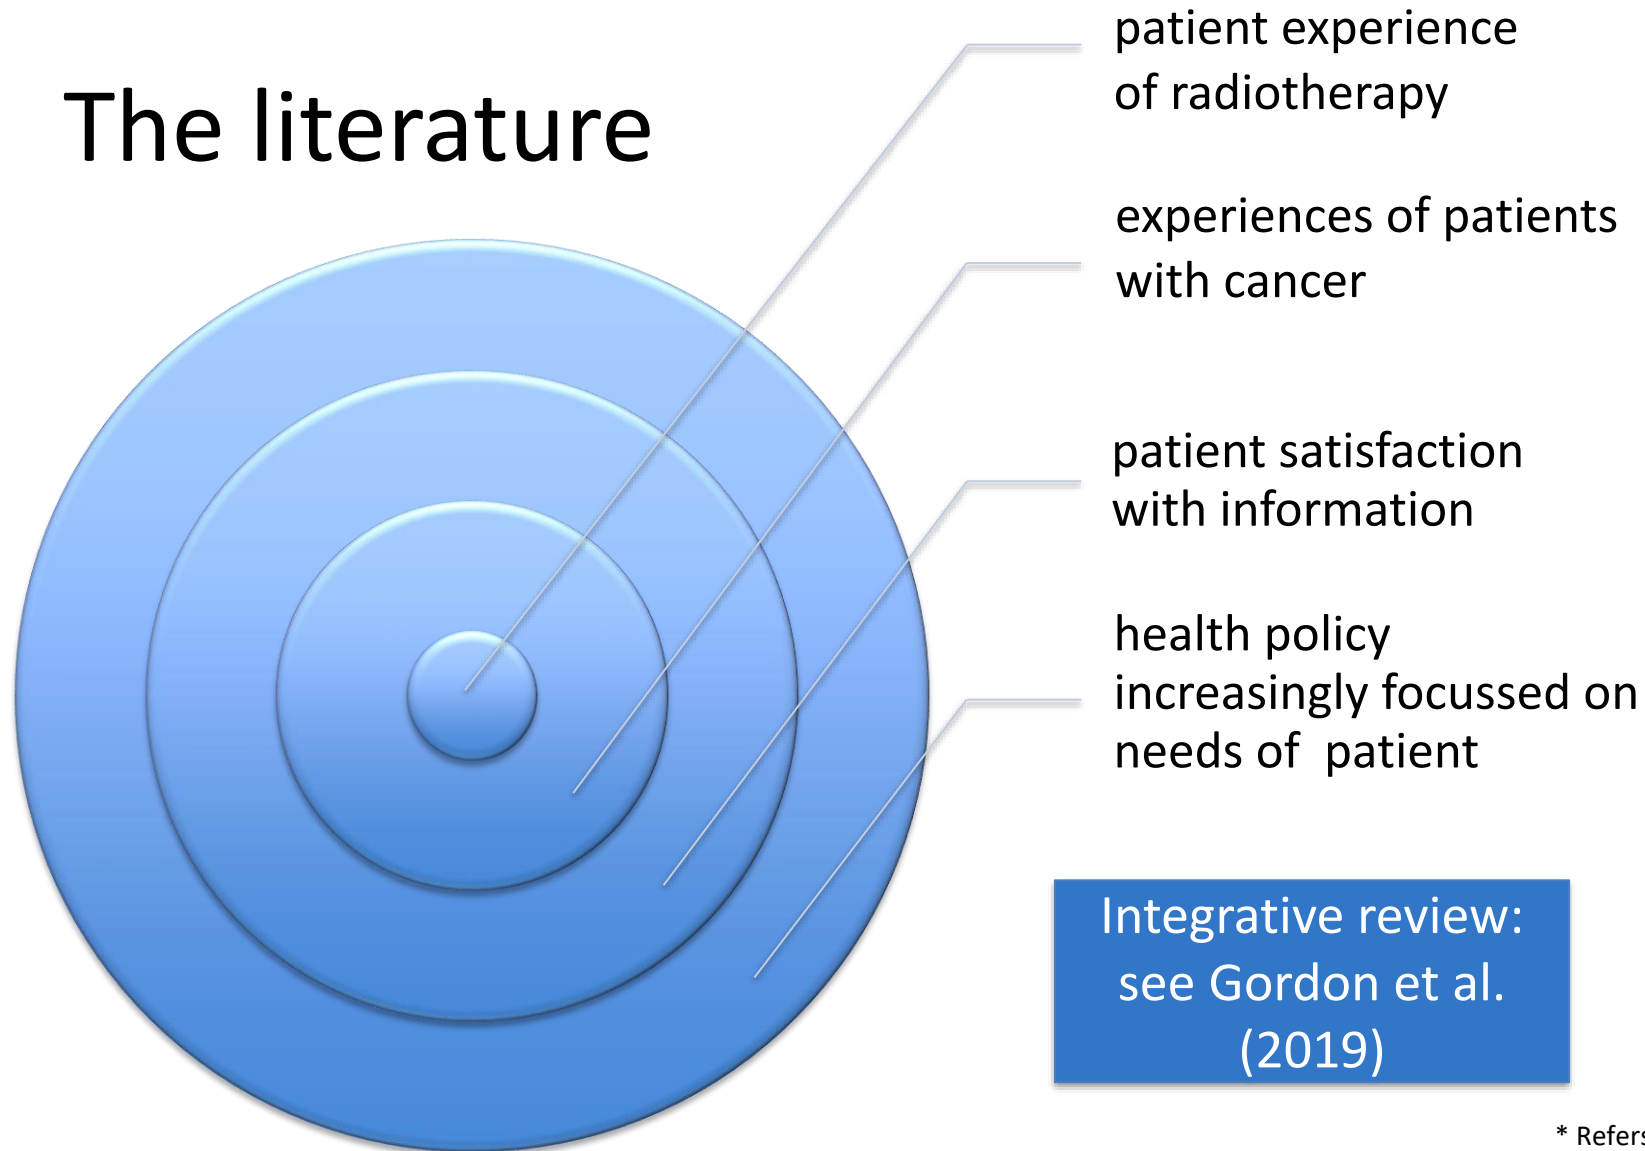 The literature
patient experience
of radiotherapy
experiences of patients
with cancer
patient satisfaction
with information
health policy
increasingly focussed on
needs of  patient
Integrative review:
see Gordon et al.
(2019)
* Refers